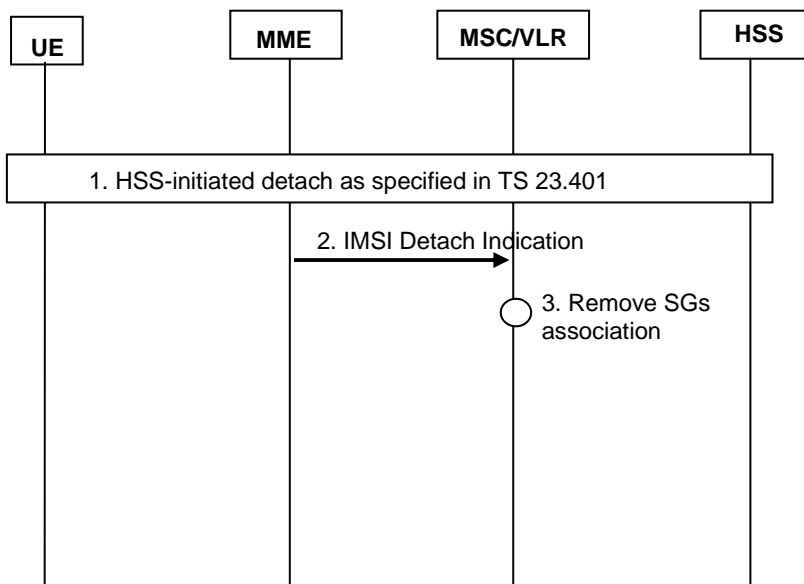 UE
MME
MSC/VLR
HSS
1. HSS-initiated detach as specified in TS 23.401
2. IMSI Detach Indication
3. Remove SGs
association